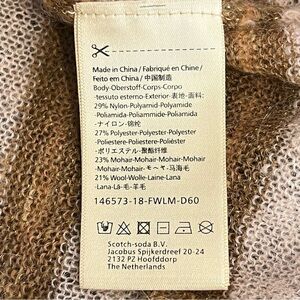 Made in China / Fabriqué en Chine /
Feito em China / 中国制造
Body-Oberstoff-Corps-Corpo
-tessuto esterno-Exterior-表地-面料:
29% Nylon-Polyamid-Polyamide
-Poliamida-Poliammide-Poliamida
-ナイロン-锦纶
27% Polyester-Polyester-Polyester
-Poliestere-Poliester-Poliéster
-ポリエステル-聚酯纤维
23% Mohair-Mohair-Mohair-Mohair
-Mohair-Mohair-モヘヤ-马海毛
21% Wool-Wolle-Laine-Lana
Lana-Lã-毛-羊毛
146573-18-FWLM-D60
Scotch-soda B.V.
Jacobus Spijkerdreef 20-24
2132 PZ Hoofddorp
The Netherlands